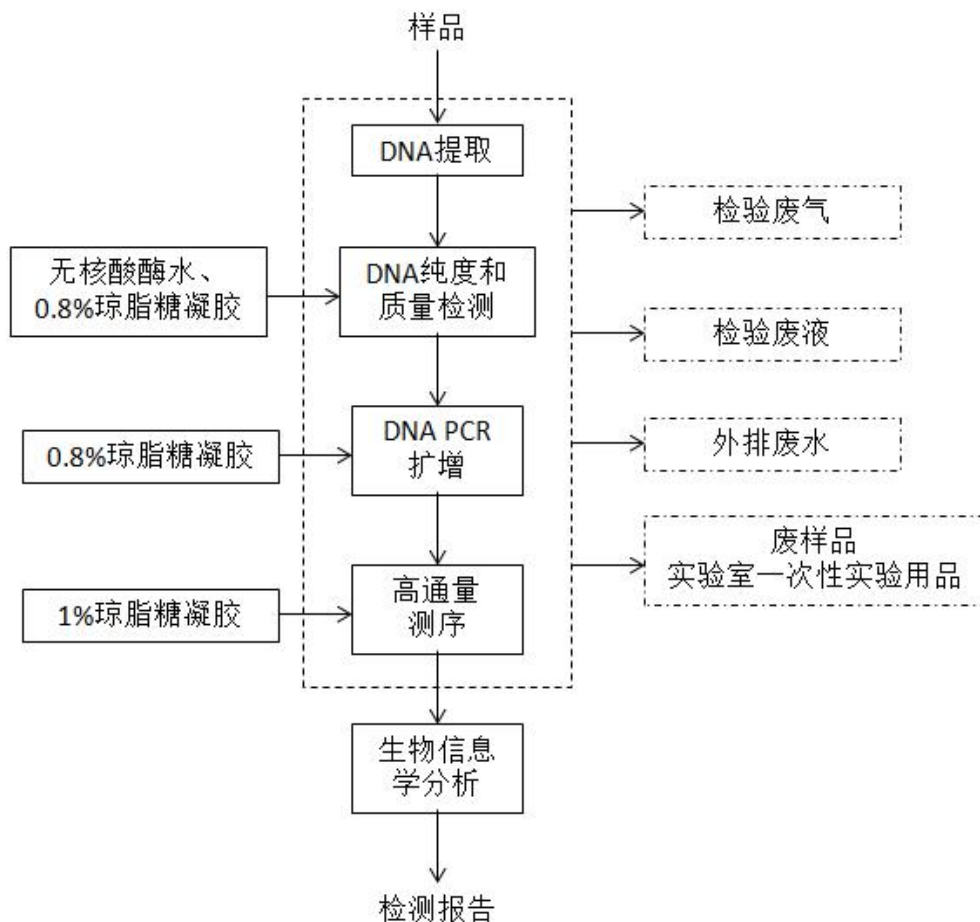 样品
DNA提取
检验废气
无核酸酶水、
0.8%琼脂糖凝胶
DNA纯度和
质量检测
检验废液
0.8%琼脂糖凝胶
DNA PCR
扩增
外排废水
废样品
实验室一次性实验用品
1%琼脂糖凝胶
高通量
测序
生物信息
学分析
检测报告